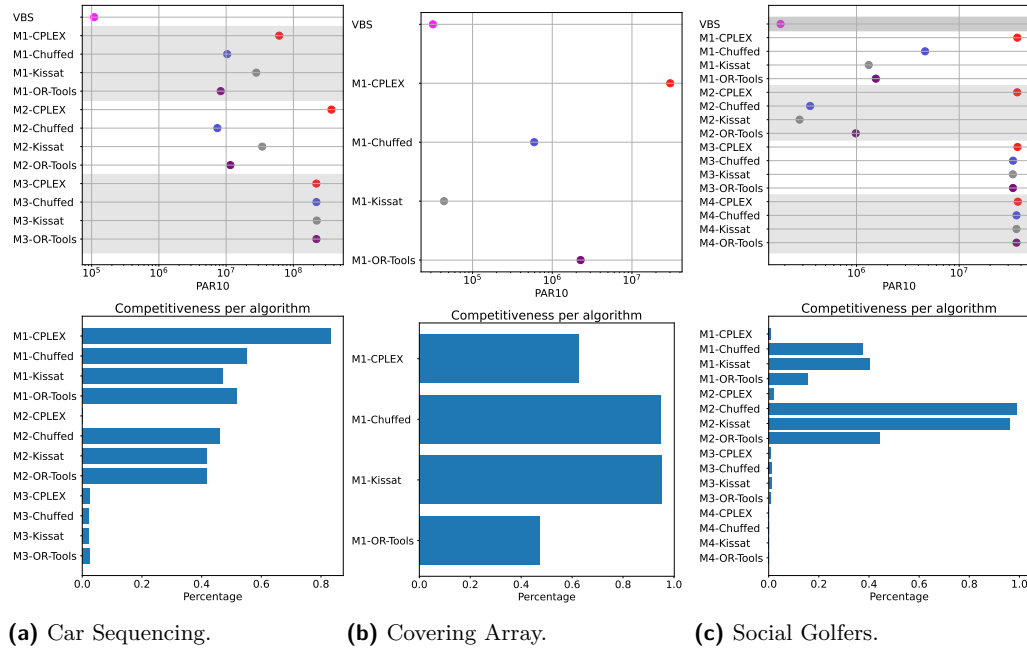 VBS
M1-CPLEX
M1-Chuffed
M1-Kissat
M1-OR-Tools
M2-CPLEX
M2-Chuffed
M2-Kissat
M2-OR-Tools
M3-CPLEX
M3-Chuffed
M3-Kissat
M3-OR-Tools
10^5 10^6 10^7 10^8
PAR10
VBS
M1-CPLEX
M1-Chuffed
M1-Kissat
M1-OR-Tools
10^5 10^6 10^7
PAR10
VBS
M1-CPLEX
M1-Chuffed
M1-Kissat
M1-OR-Tools
M2-CPLEX
M2-Chuffed
M2-Kissat
M2-OR-Tools
M3-CPLEX
M3-Chuffed
M3-Kissat
M3-OR-Tools
M4-CPLEX
M4-Chuffed
M4-Kissat
M4-OR-Tools
10^6 10^7
PAR10
Competitiveness per algorithm
M1-CPLEX
M1-Chuffed
M1-Kissat
M1-OR-Tools
M2-CPLEX
M2-Chuffed
M2-Kissat
M2-OR-Tools
M3-CPLEX
M3-Chuffed
M3-Kissat
M3-OR-Tools
0.0 0.2 0.4 0.6 0.8
Percentage
Competitiveness per algorithm
M1-CPLEX
M1-Chuffed
M1-Kissat
M1-OR-Tools
0.0 0.2 0.4 0.6 0.8 1.0
Percentage
Competitiveness per algorithm
M1-CPLEX
M1-Chuffed
M1-Kissat
M1-OR-Tools
M2-CPLEX
M2-Chuffed
M2-Kissat
M2-OR-Tools
M3-CPLEX
M3-Chuffed
M3-Kissat
M3-OR-Tools
M4-CPLEX
M4-Chuffed
M4-Kissat
M4-OR-Tools
0.0 0.2 0.4 0.6 0.8 1.0
Percentage
(a) Car Sequencing.
(b) Covering Array.
(c) Social Golfers.